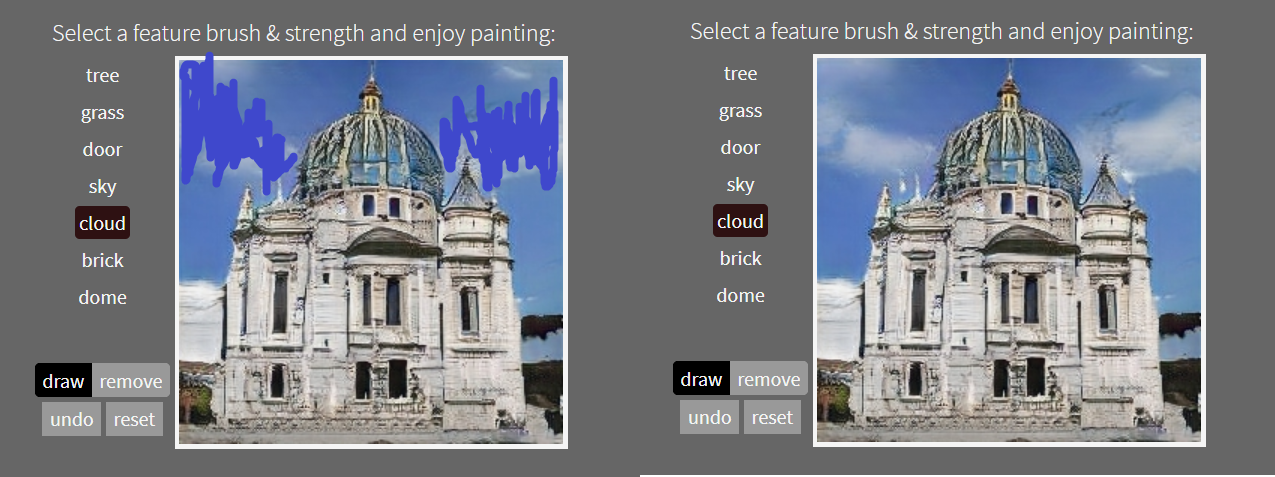 Select a feature brush & strength and enjoy painting:
tree
grass
door
sky
cloud
brick
dome
draw remove
undo reset
Select a feature brush & strength and enjoy painting:
tree
grass
door
sky
cloud
brick
dome
draw remove
undo reset